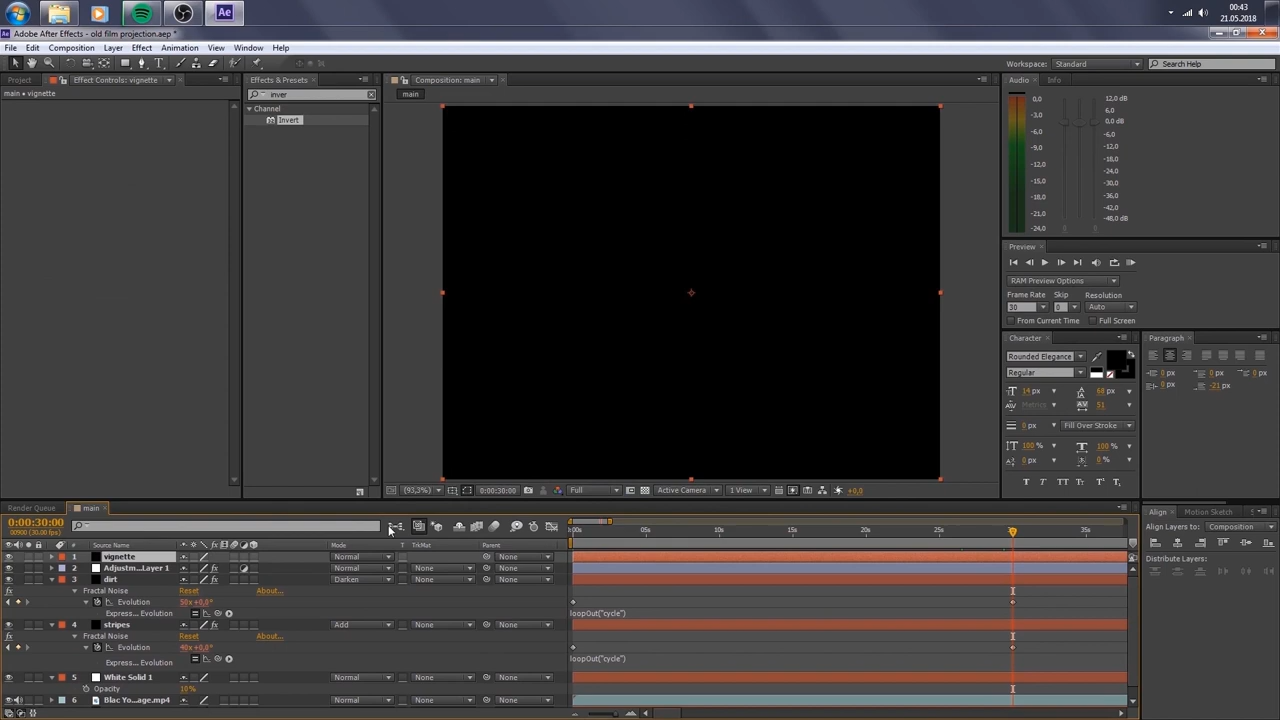 00:43
21.05.2018
Adobe After Effects - old film projection.aep *
File Edit Composition Layer Effect Animation View Window Help
Workspace: Standard Search Help
Project Effect Controls: vignette Effects & Presets Composition: main Audio Info
main • vignette
inver
main
Channel
Invert
0,0 12,0 dB
-3,0 6,0
-6,0 0,0 dB
-9,0 -6,0
-12,0 -12,0
-15,0 -18,0
-18,0 -24,0
-21,0 -30,0
-24,0 -36,0
-41,0
-48,0 dB
Preview
RAM Preview Options
Frame Rate Skip Resolution
30 0 Auto
From Current Time Full Screen
Character Paragraph
Rounded Elegance
Regular
14 px 68 px
Metrics 51
0 px Fill Over Stroke
100 % 100 %
0 px 0 %
T T TT Tt T¹ T₁
0 px 0 px 0 px
0 px -21 px
(93,3%) 0:00:30:00 Full Active Camera 1 View +0,0
Render Queue main
0:00:30:00
00900 (30.00 fps)
:00s 05s 10s 15s 20s 25s 30s 35s
# Source Name Mode T TrkMat Parent
1 vignette Normal None
2 Adjustm...Layer 1 Normal None None
3 dirt Darken None None
Fractal Noise Reset About...
Evolution 50x+0,0°
Express... Evolution loopOut("cycle")
4 stripes Add None None
Fractal Noise Reset About...
Evolution 40x+0,0°
Express... Evolution loopOut("cycle")
5 White Solid 1 Normal None None
Opacity 10%
6 Blac Yo...age.mp4 Normal None None
Align Motion Sketch
Align Layers to: Composition
Distribute Layers: